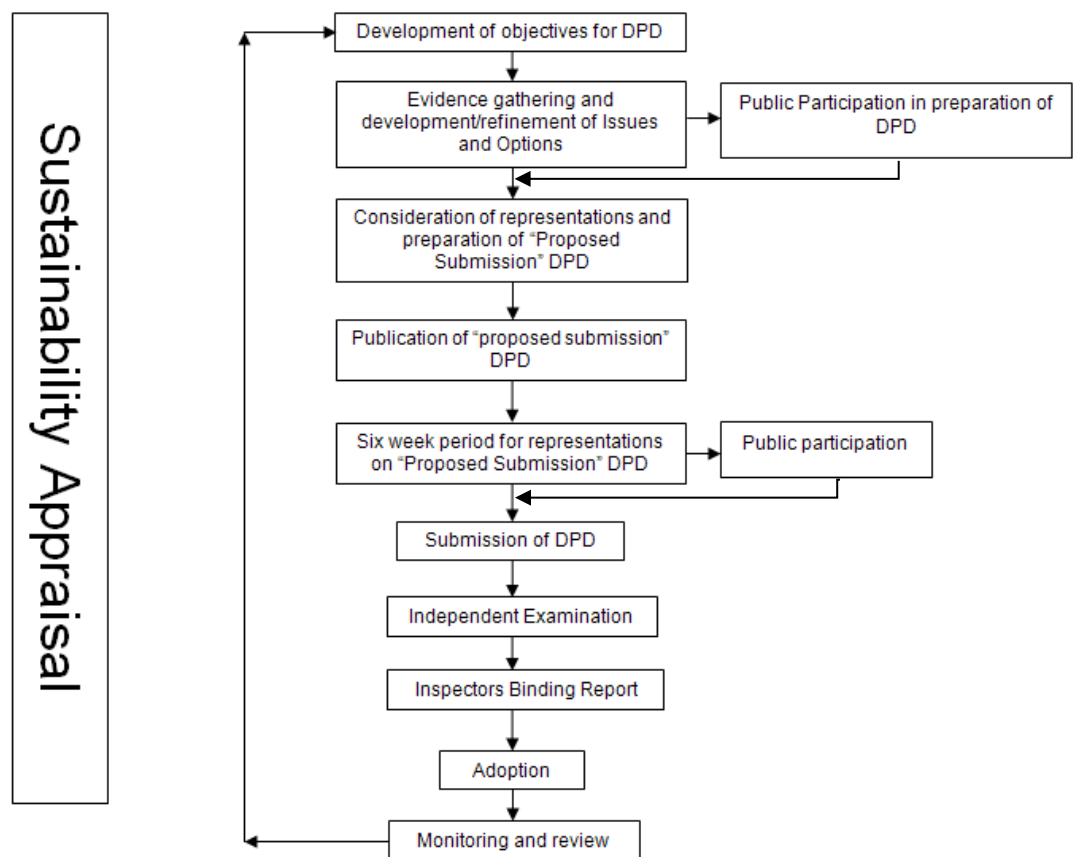 Sustainability Appraisal
Development of objectives for DPD
Evidence gathering and
development/refinement of Issues
and Options
Public Participation in preparation of
DPD
Consideration of representations and
preparation of “Proposed
Submission” DPD
Publication of “proposed submission”
DPD
Six week period for representations
on “Proposed Submission” DPD
Public participation
Submission of DPD
Independent Examination
Inspectors Binding Report
Adoption
Monitoring and review